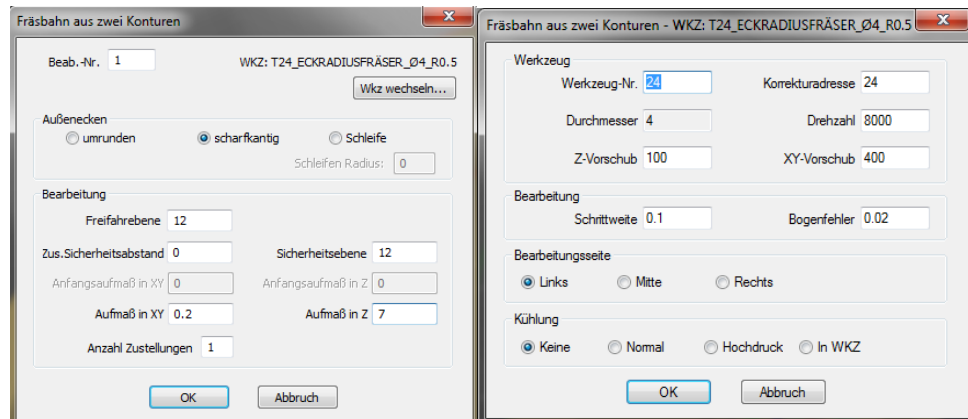 Fräsbahn aus zwei Konturen
Beab.-Nr. 1 WKZ: T24_ECKRADIUSFRÄSER_Ø4_R0.5
Wkz wechseln...
Außenecken
umrunden scharfkantig Schleife
Schleifen Radius: 0
Bearbeitung
Freifahrebene 12
Zus.Sicherheitsabstand 0 Sicherheitsebene 12
Anfangsaufmaß in XY 0 Anfangsaufmaß in Z 0
Aufmaß in XY 0.2 Aufmaß in Z 7
Anzahl Zustellungen 1
OK Abbruch
Fräsbahn aus zwei Konturen - WKZ: T24_ECKRADIUSFRÄSER_Ø4_R0.5
Werkzeug
Werkzeug-Nr. 24 Korrekturadresse 24
Durchmesser 4 Drehzahl 8000
Z-Vorschub 100 XY-Vorschub 400
Bearbeitung
Schrittweite 0.1 Bogenfehler 0.02
Bearbeitungsseite
Links Mitte Rechts
Kühlung
Keine Normal Hochdruck In WKZ
OK Abbruch